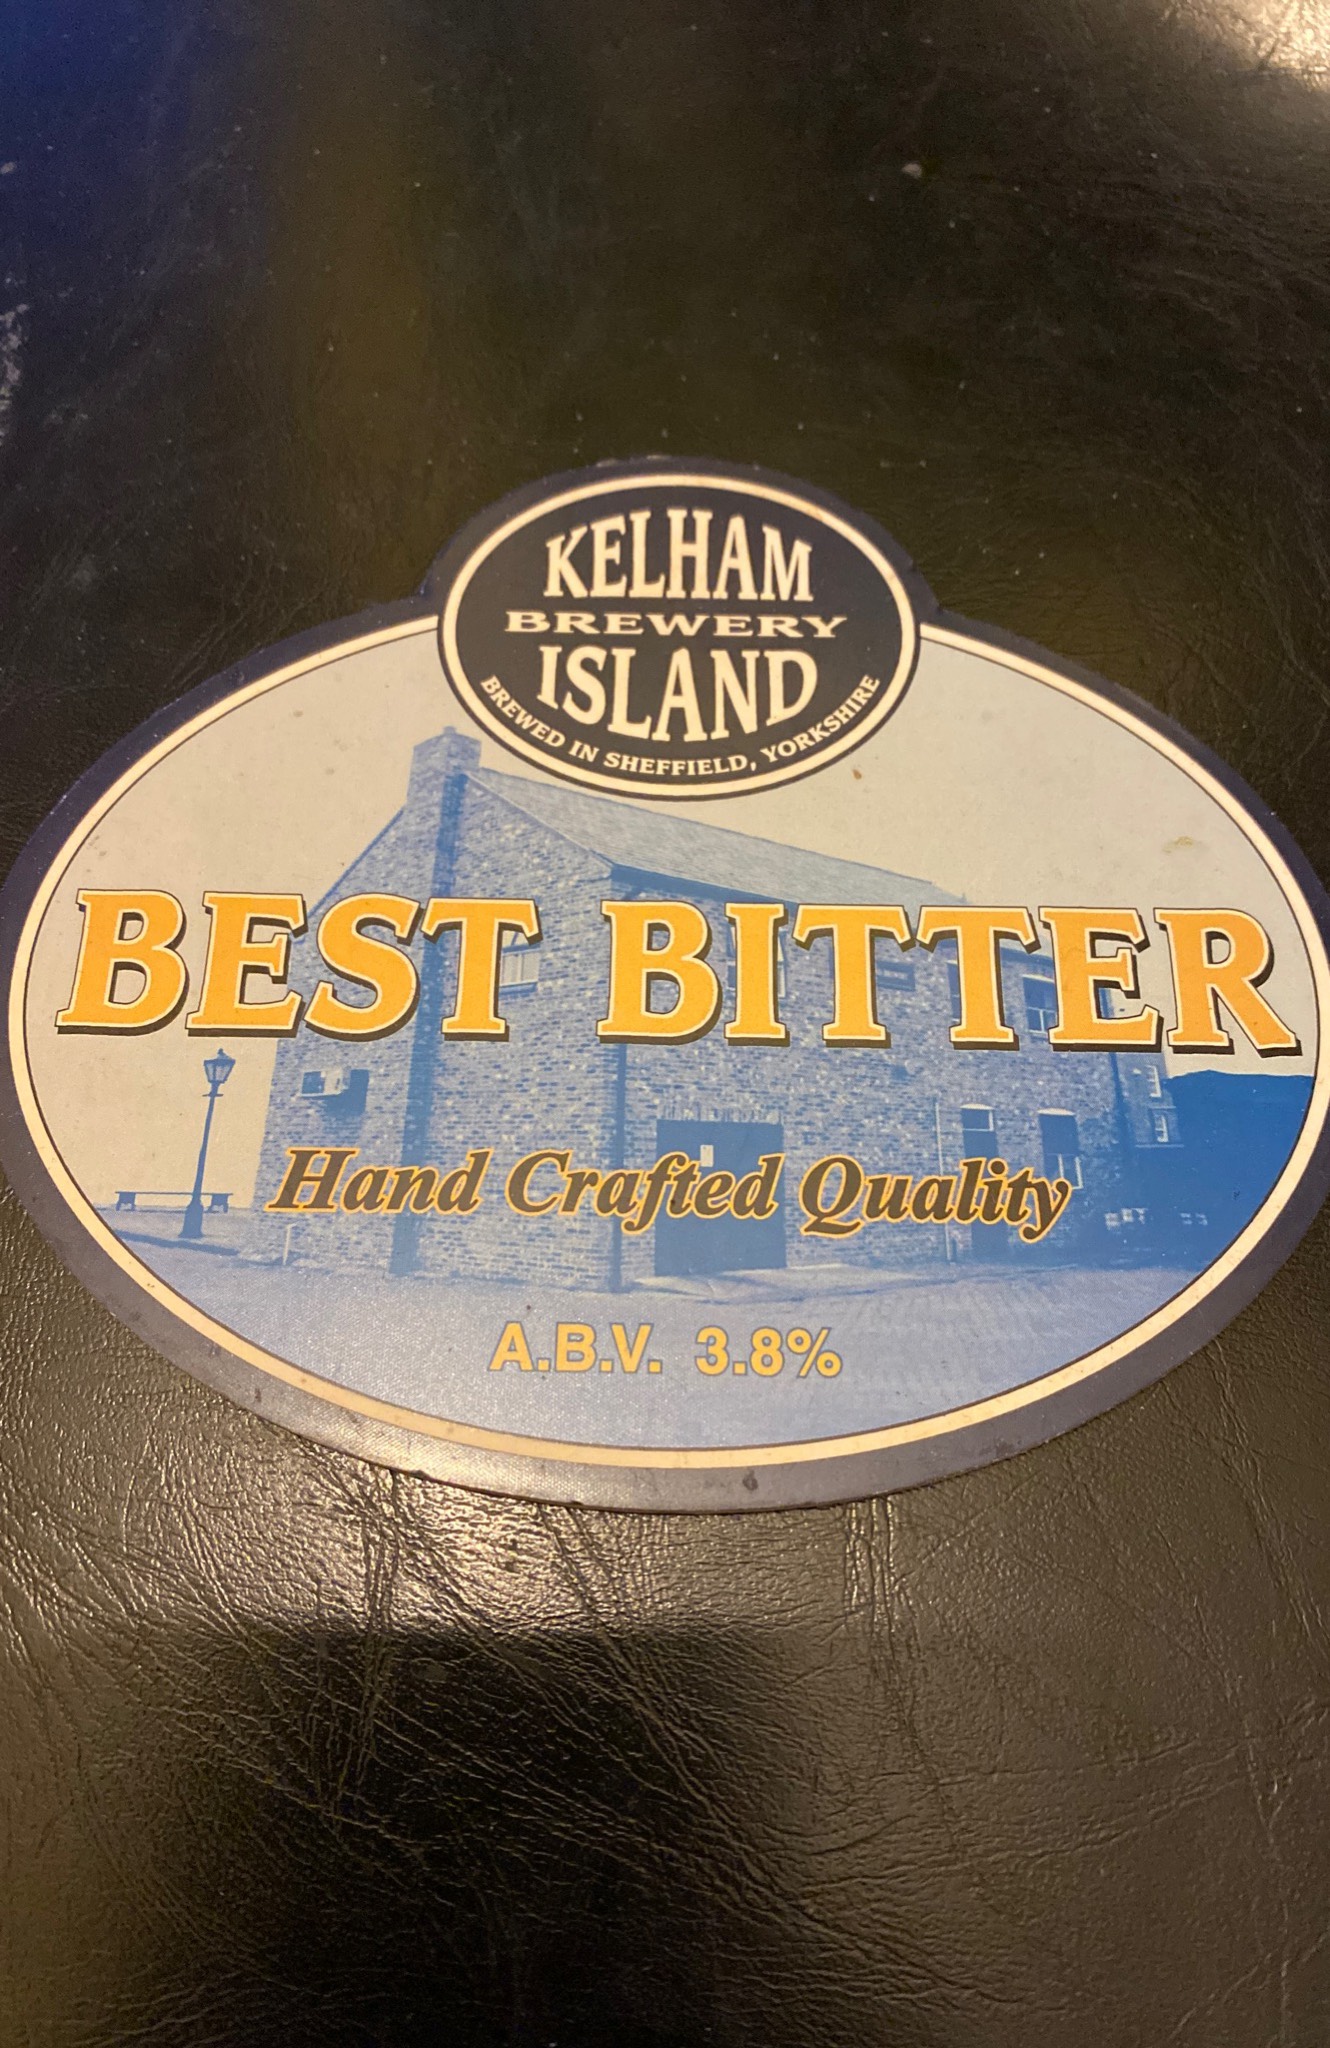 KELHAM
BREWERY
ISLAND
BREWED IN SHEFFIELD, YORKSHIRE
BEST BITTER
Hand Crafted Quality
A.B.V. 3.8%